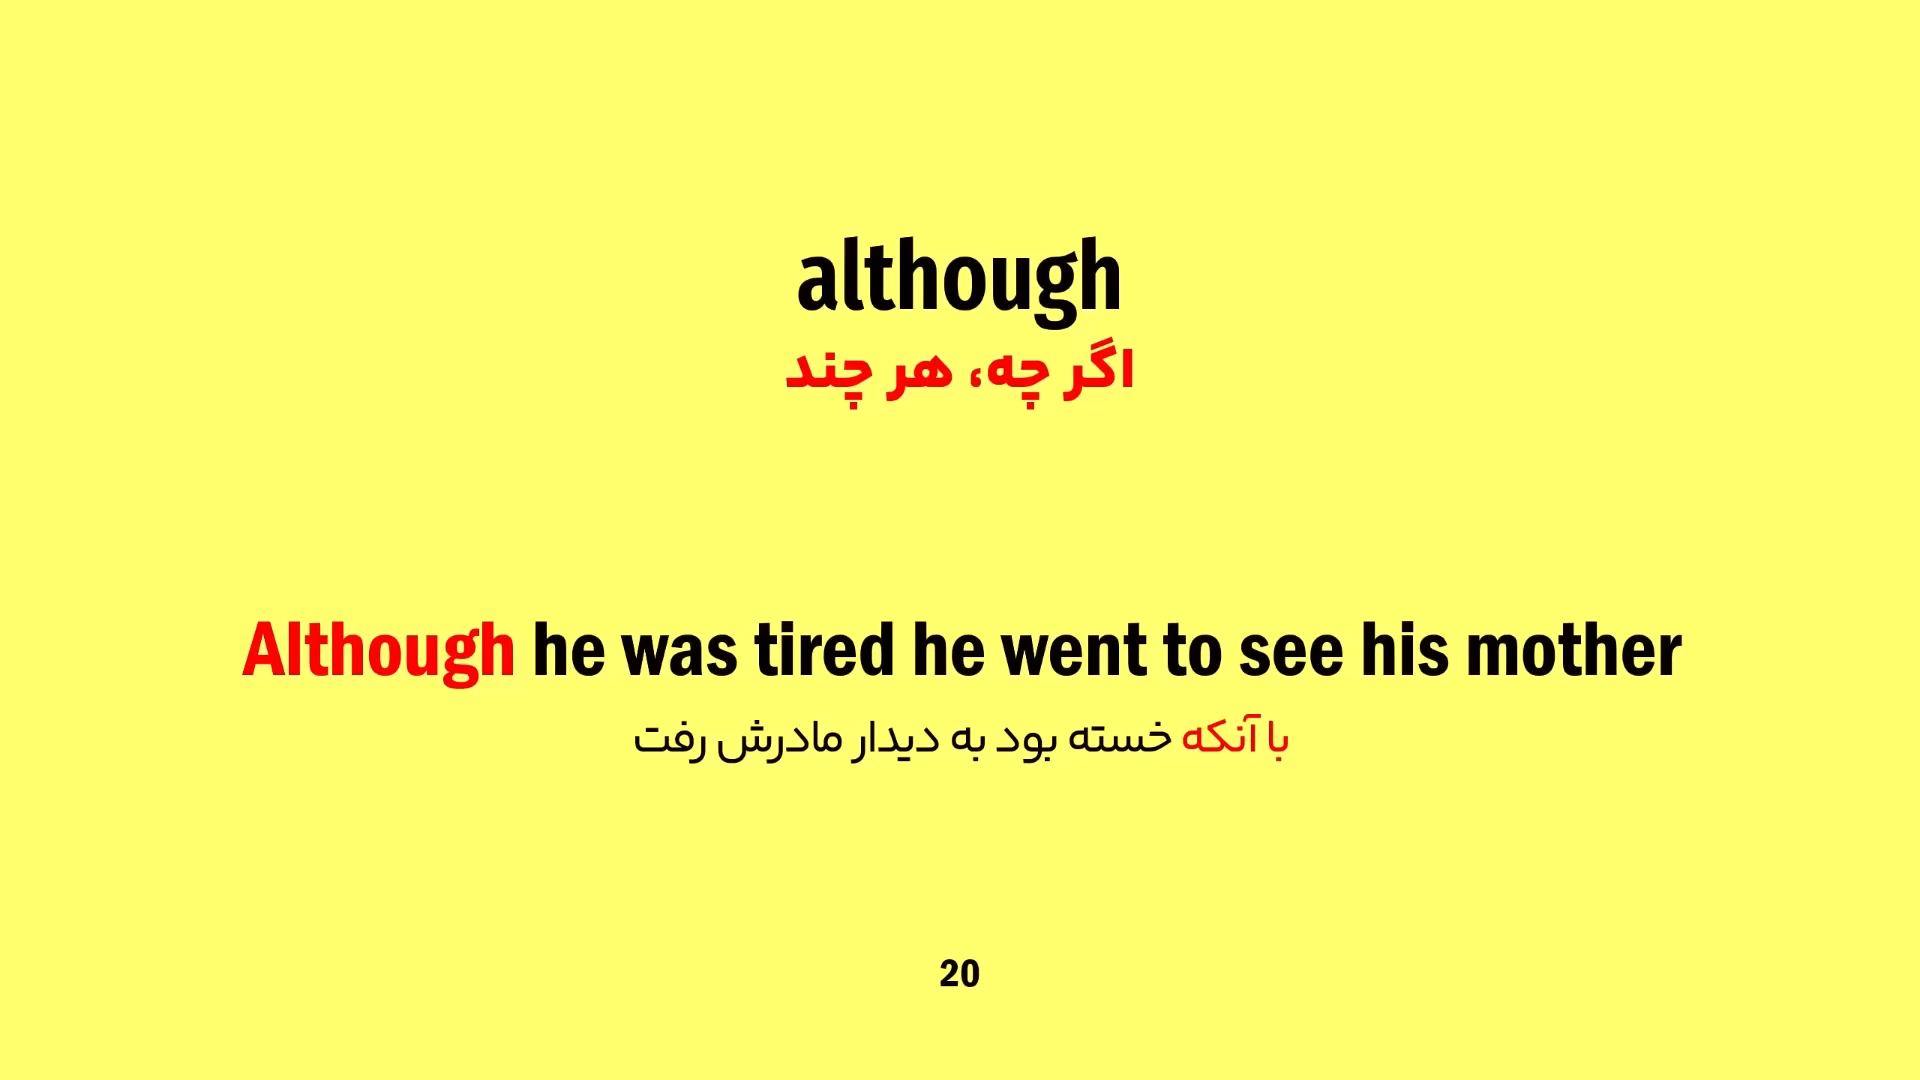 although
اگر چه، هر چند
Although he was tired he went to see his mother
با آنکه خسته بود به دیدار مادرش رفت
20